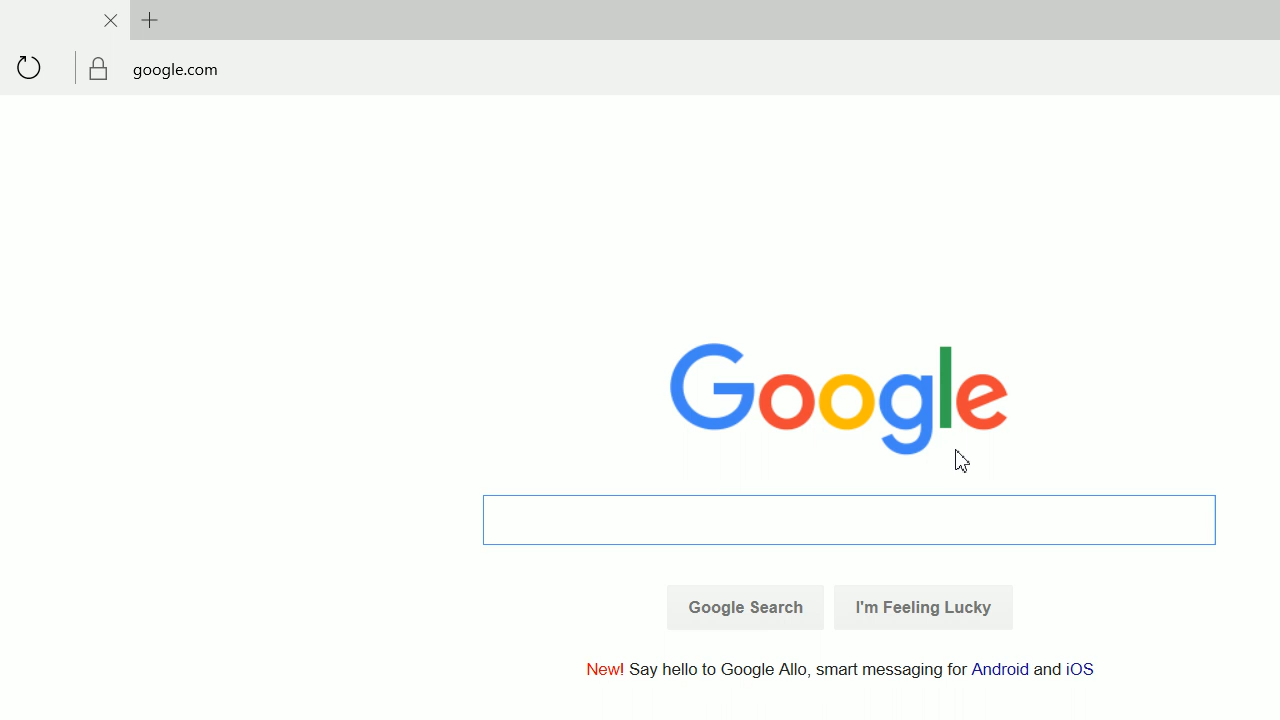 google.com
Google
Google Search
I'm Feeling Lucky
New! Say hello to Google Allo, smart messaging for Android and iOS